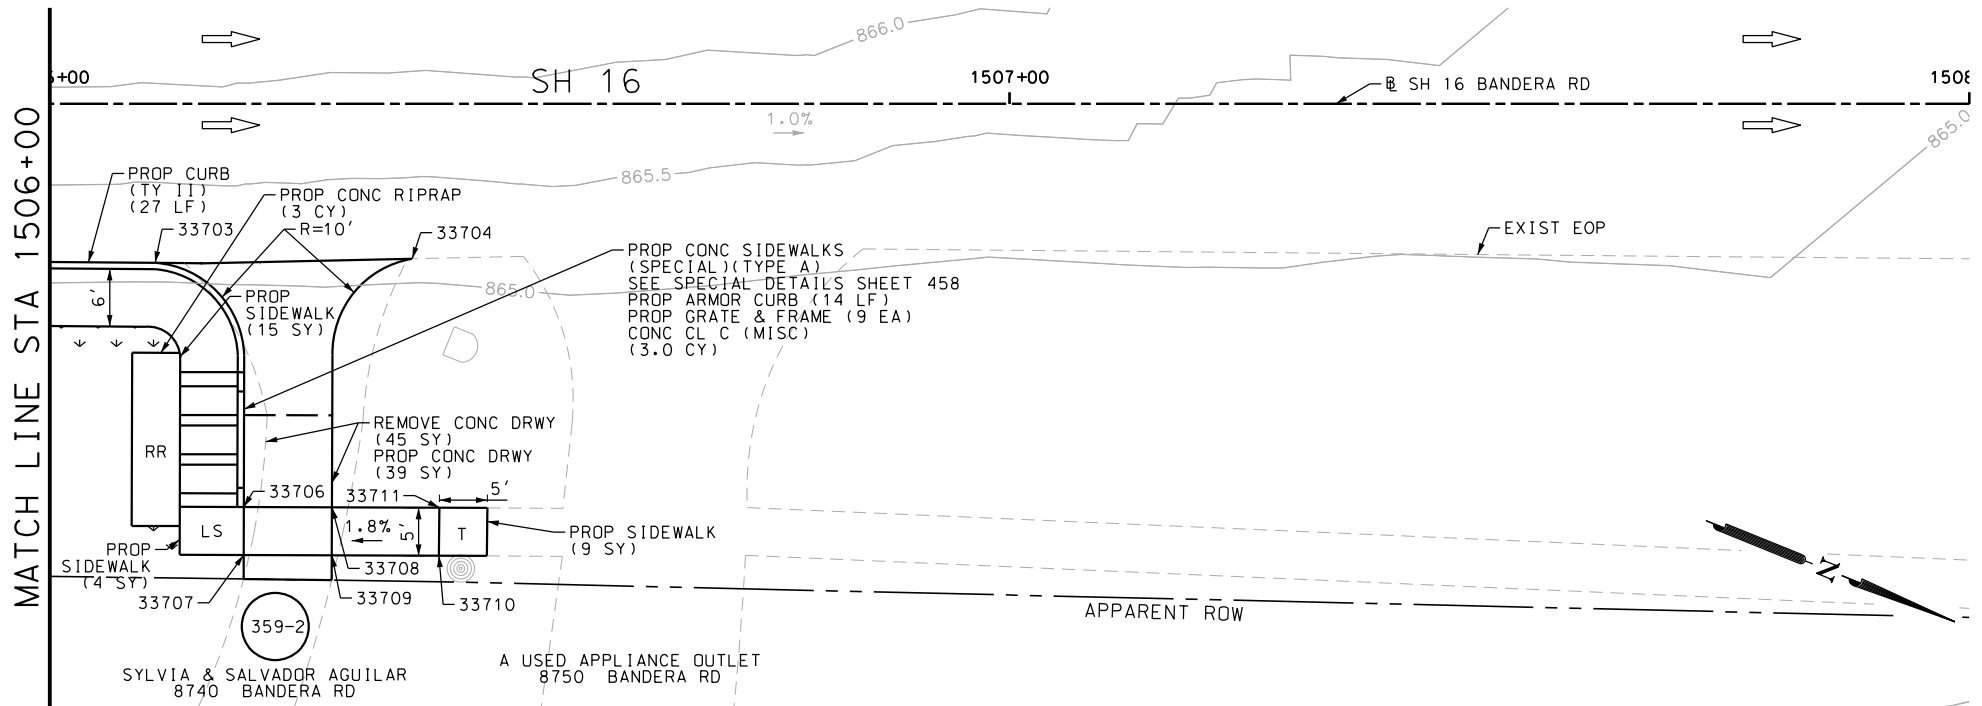 866.0
6+00
SH 16
1507+00
℄ SH 16 BANDERA RD
1508
1.0%
865.0
865.5
MATCH LINE STA 1506+00
PROP CURB
(TY II)
(27 LF)
PROP CONC RIPRAP
(3 CY)
R=10'
33703
33704
EXIST EOP
PROP CONC SIDEWALKS
(SPECIAL)(TYPE A)
SEE SPECIAL DETAILS SHEET 458
PROP ARMOR CURB (14 LF)
PROP GRATE & FRAME (9 EA)
CONC CL C (MISC)
(3.0 CY)
865.0
6'
PROP
SIDEWALK
(15 SY)
REMOVE CONC DRWY
(45 SY)
PROP CONC DRWY
(39 SY)
RR
33706
33711
5'
LS
1.8%
5'
T
PROP SIDEWALK
(9 SY)
PROP
SIDEWALK
(4 SY)
33708
33707
33709
33710
N
APPARENT ROW
359-2
SYLVIA & SALVADOR AGUILAR
8740 BANDERA RD
A USED APPLIANCE OUTLET
8750 BANDERA RD